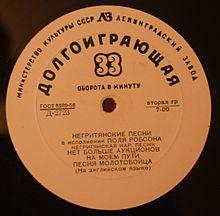 МИНИСТЕРСТВО КУЛЬТУРЫ СССР ЛЗ ЛЕНИНГРАДСКИЙ ЗАВОД
ДОЛГОИГРАЮЩАЯ
33
ОБОРОТА В МИНУТУ
ГОСТ 5289-56
Д-2723
вторая гр
7-00
НЕГРИТЯНСКИЕ ПЕСНИ
в исполнении ПОЛЯ РОБСОНА
НЕГРИТЯНСКАЯ НАР. ПЕСНЯ
НЕТ БОЛЬШЕ АУКЦИОНОВ
НА МОЕМ ПУТИ
ПЕСНЯ МОЛОТОБОЙЦА
(На английском языке)